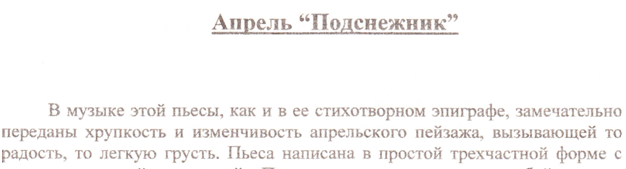 Апрель “Подснежник”
В музыке этой пьесы, как и в ее стихотворном эпиграфе, замечательно
переданы хрупкость и изменчивость апрельского пейзажа, вызывающей то
радость, то легкую грусть. Пьеса написана в простой трехчастной форме с